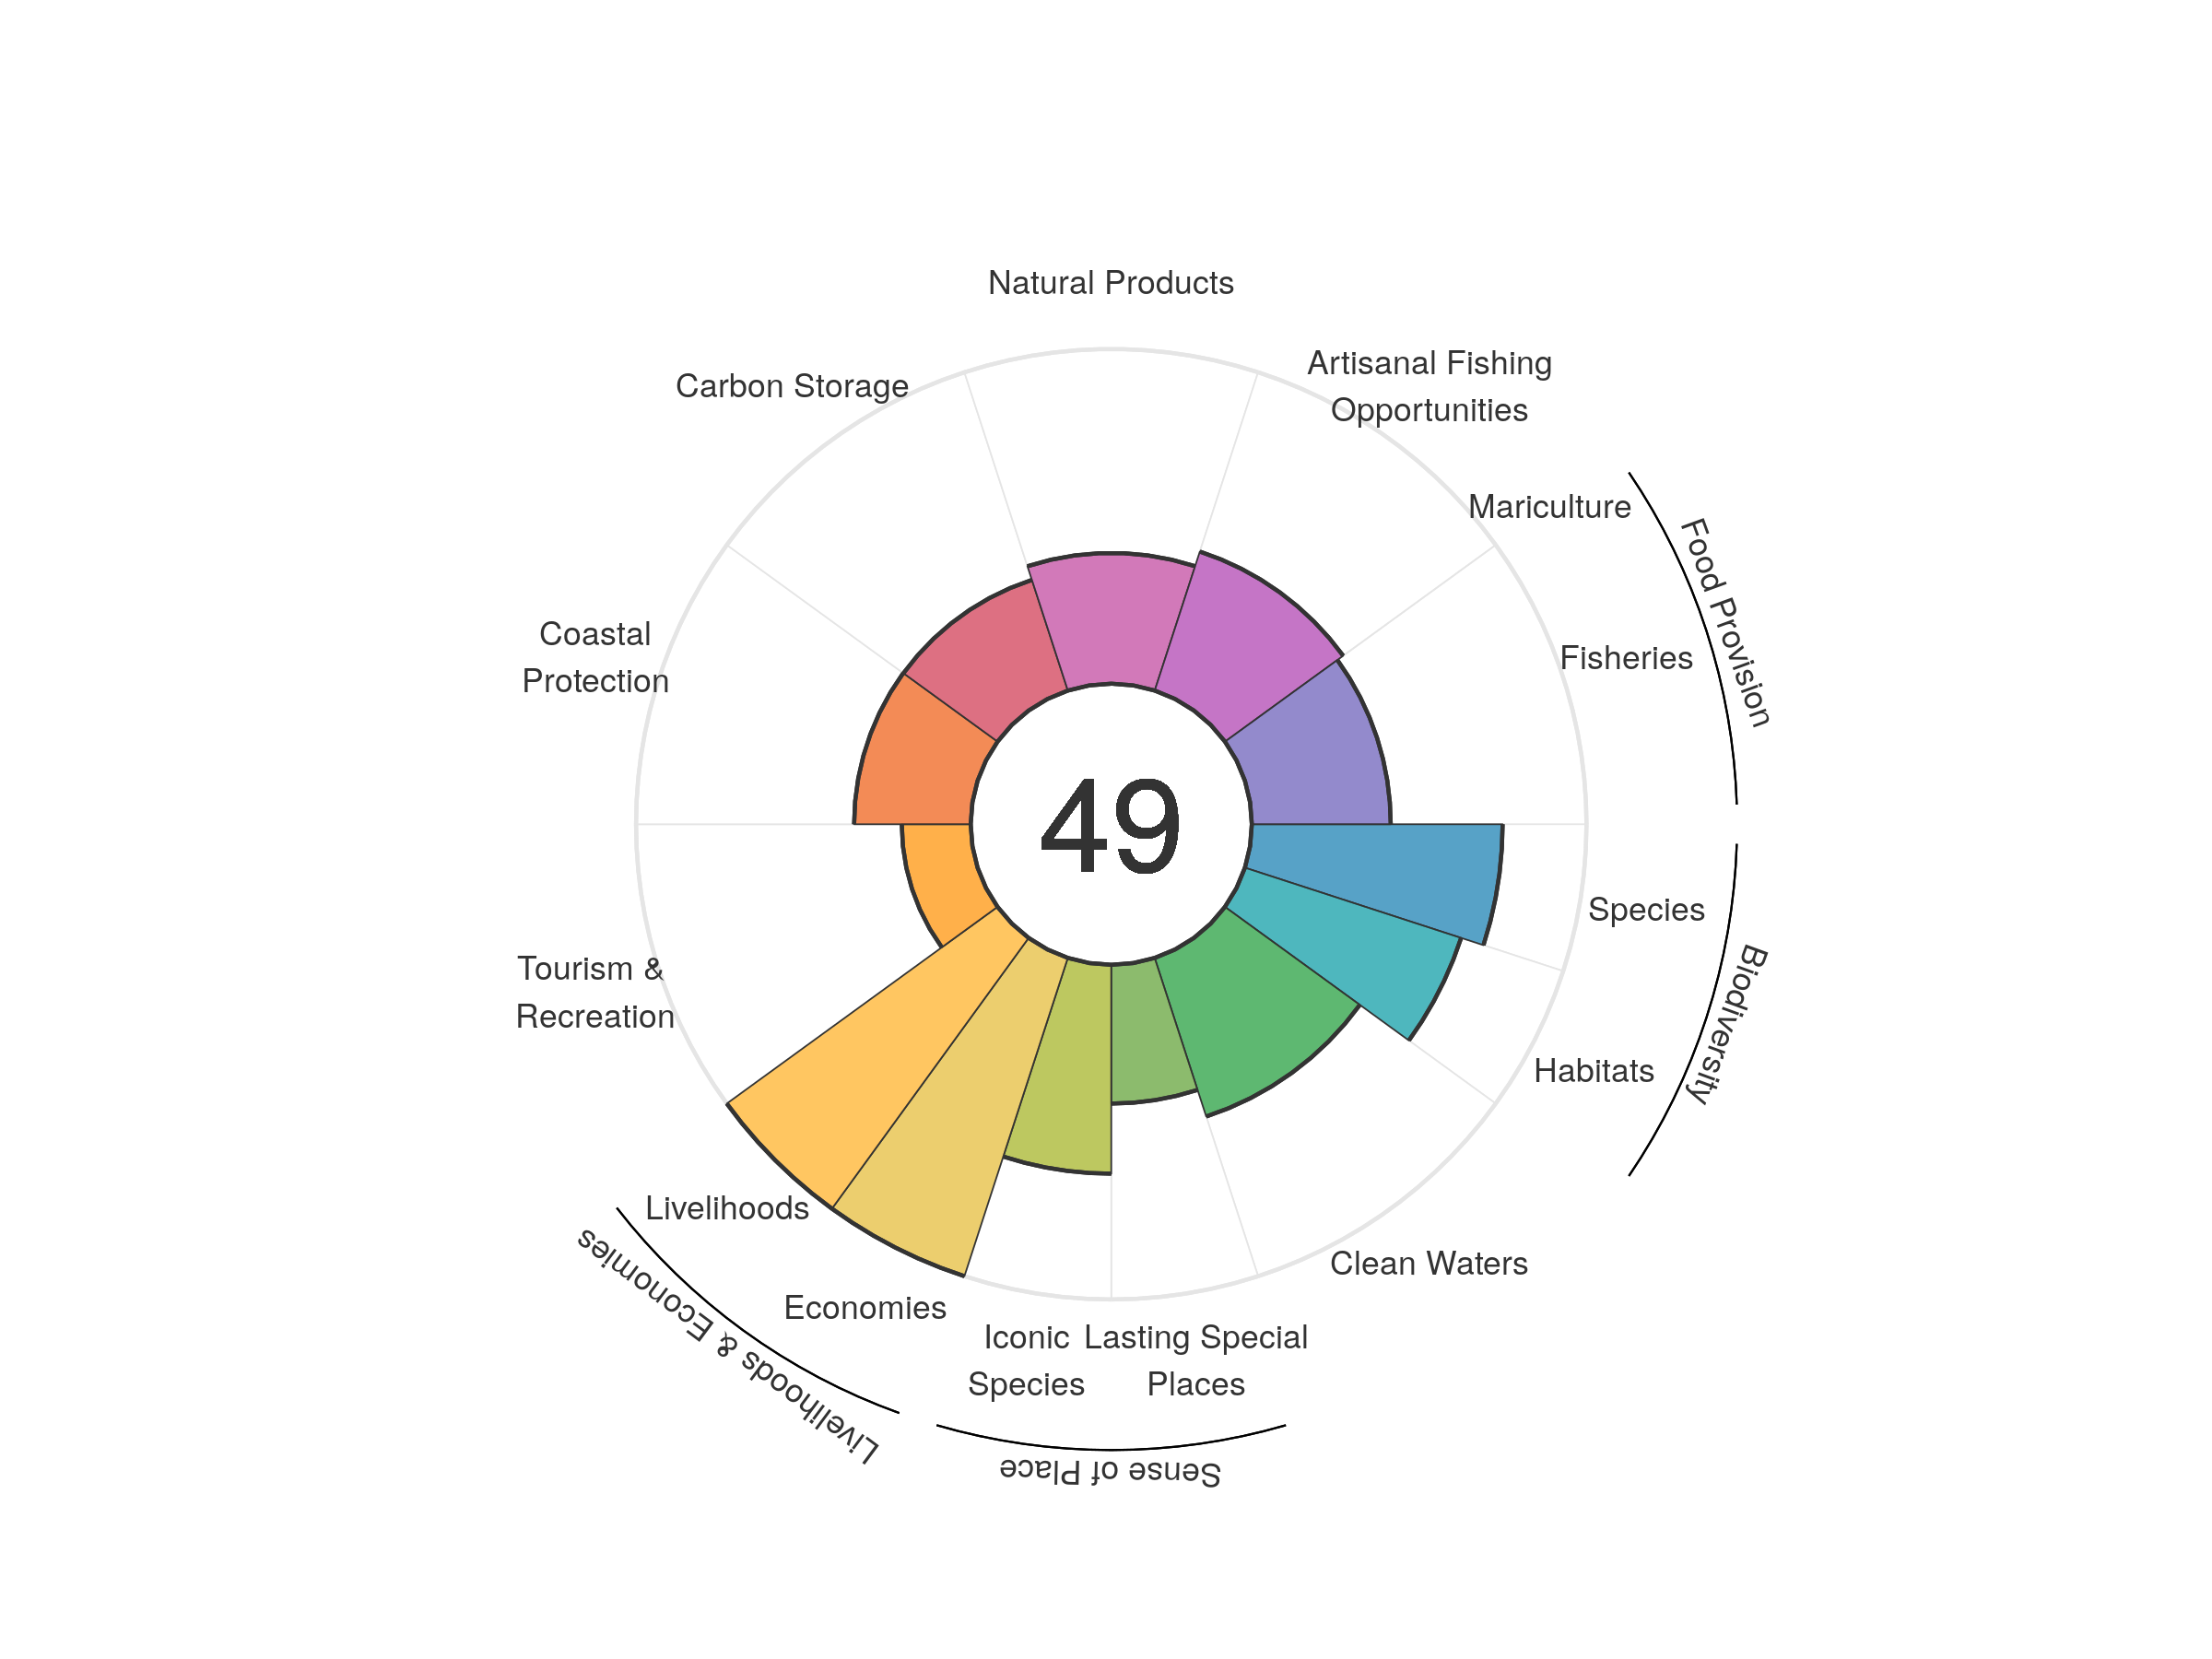 Natural Products
Artisanal Fishing
Opportunities
Carbon Storage
Mariculture
Food Provision
Fisheries
Coastal
Protection
49
Species
Biodiversity
Tourism &
Recreation
Habitats
Livelihoods
Clean Waters
Economies
Livelihoods & Economies
Iconic
Species
Lasting Special
Places
Sense of Place